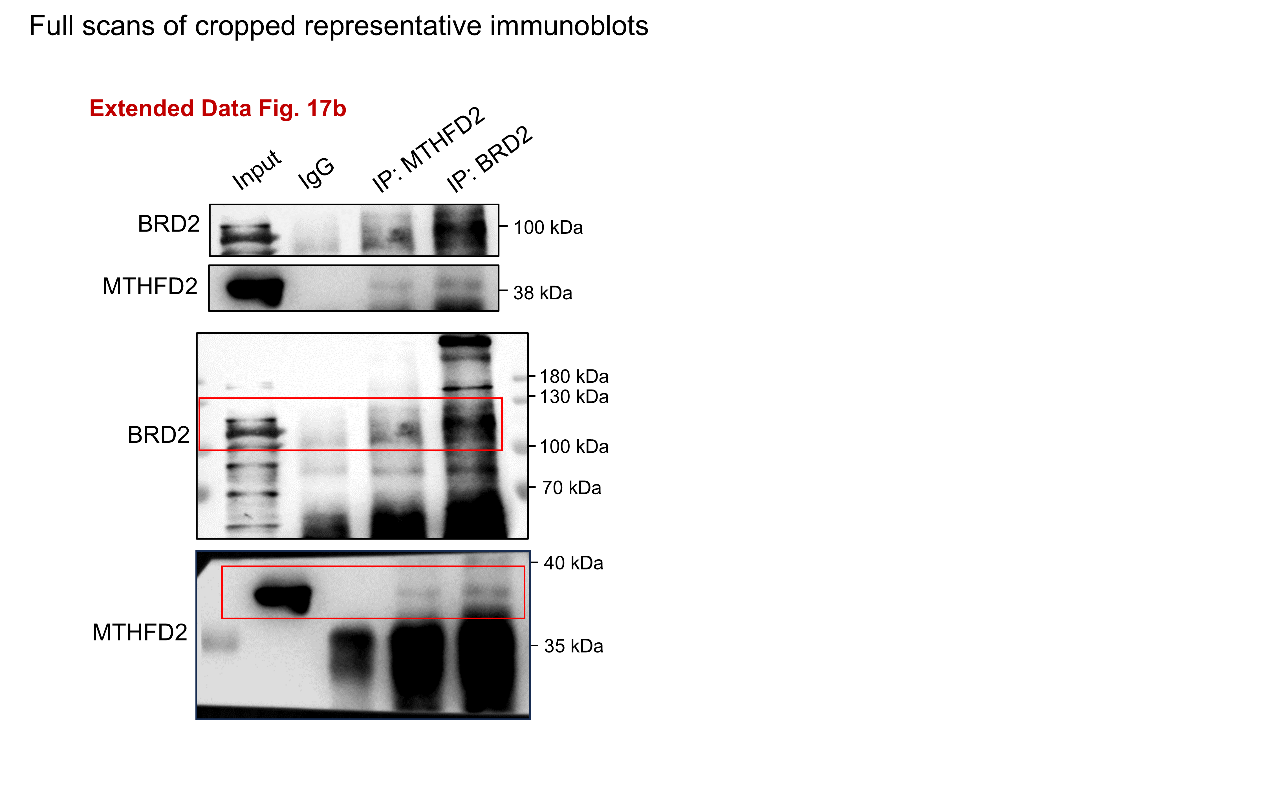 Full scans of cropped representative immunoblots
Extended Data Fig. 17b
Input IgG IP: MTHFD2 IP: BRD2
BRD2 100 kDa
MTHFD2 38 kDa
180 kDa
130 kDa
BRD2
100 kDa
70 kDa
40 kDa
MTHFD2
35 kDa